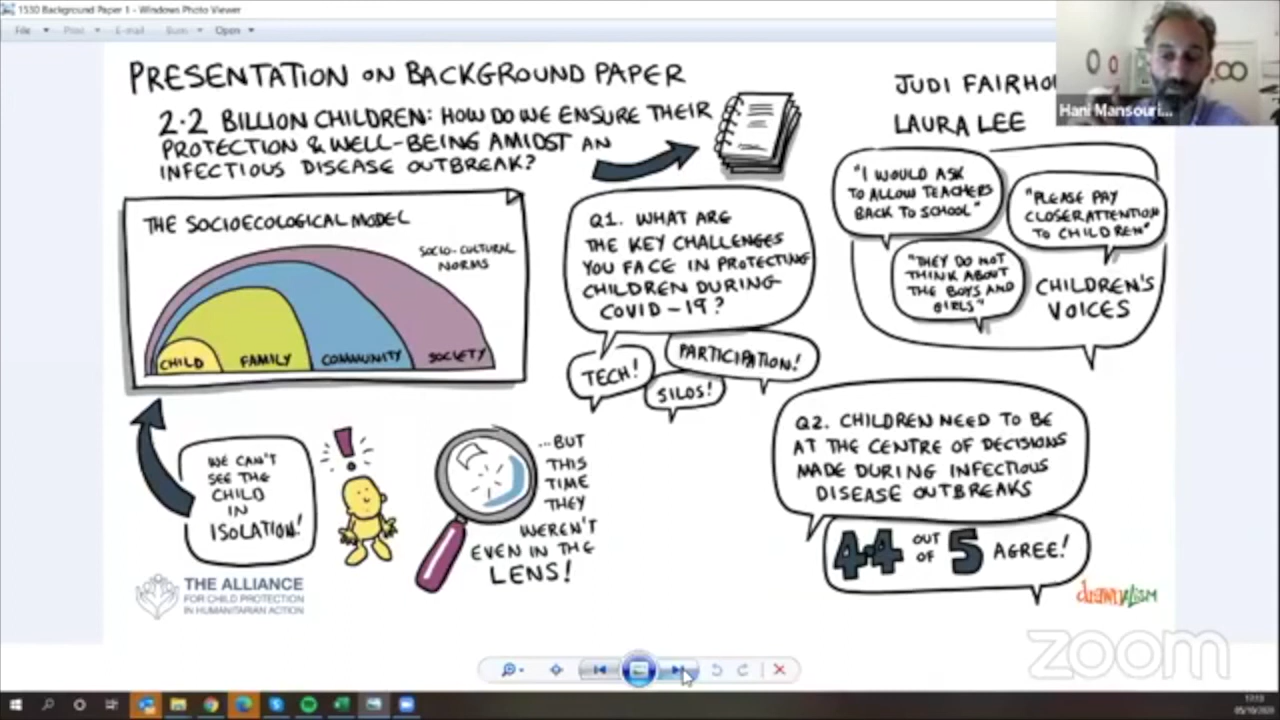 1530 Background Paper 1 - Windows Photo Viewer
File Print E-mail Burn Open
PRESENTATION ON BACKGROUND PAPER
2.2 BILLION CHILDREN: HOW DO WE ENSURE THEIR
PROTECTION & WELL-BEING AMIDST AN
INFECTIOUS DISEASE OUTBREAK?
JUDI FAIRHO
LAURA LEE
Hani Mansouri...
THE SOCIOECOLOGICAL MODEL
SOCIO-CULTURAL
NORMS
CHILD FAMILY COMMUNITY SOCIETY
Q1. WHAT ARE
THE KEY CHALLENGES
YOU FACE IN PROTECTING
CHILDREN DURING
COVID-19?
TECH!
PARTICIPATION!
SILOS!
"I WOULD ASK
TO ALLOW TEACHERS
BACK TO SCHOOL"
"PLEASE PAY
CLOSER ATTENTION
TO CHILDREN"
"THEY DO NOT
THINK ABOUT
THE BOYS AND
GIRLS"
CHILDREN'S
VOICES
WE CAN'T
SEE THE
CHILD
IN
ISOLATION!
!
...BUT
THIS
TIME
THEY
WEREN'T
EVEN IN THE
LENS!
Q2. CHILDREN NEED TO BE
AT THE CENTRE OF DECISIONS
MADE DURING INFECTIOUS
DISEASE OUTBREAKS
4.4 OUT OF 5 AGREE!
THE ALLIANCE
FOR CHILD PROTECTION
IN HUMANITARIAN ACTION
drawnalism
zoom